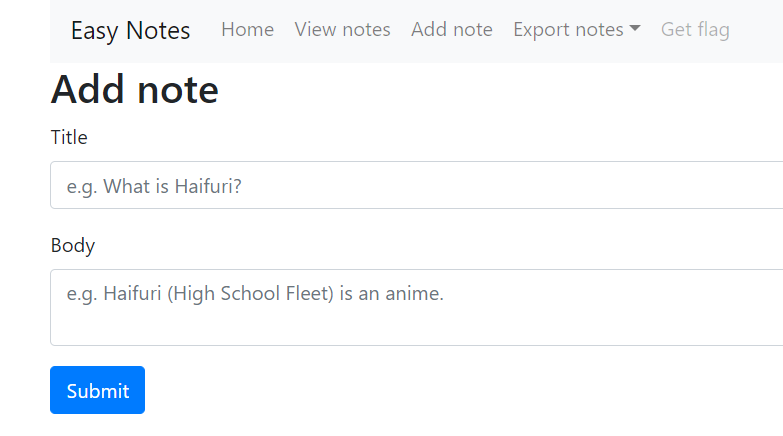 Easy Notes Home View notes Add note Export notes Get flag
Add note
Title
e.g. What is Haifuri?
Body
e.g. Haifuri (High School Fleet) is an anime.
Submit